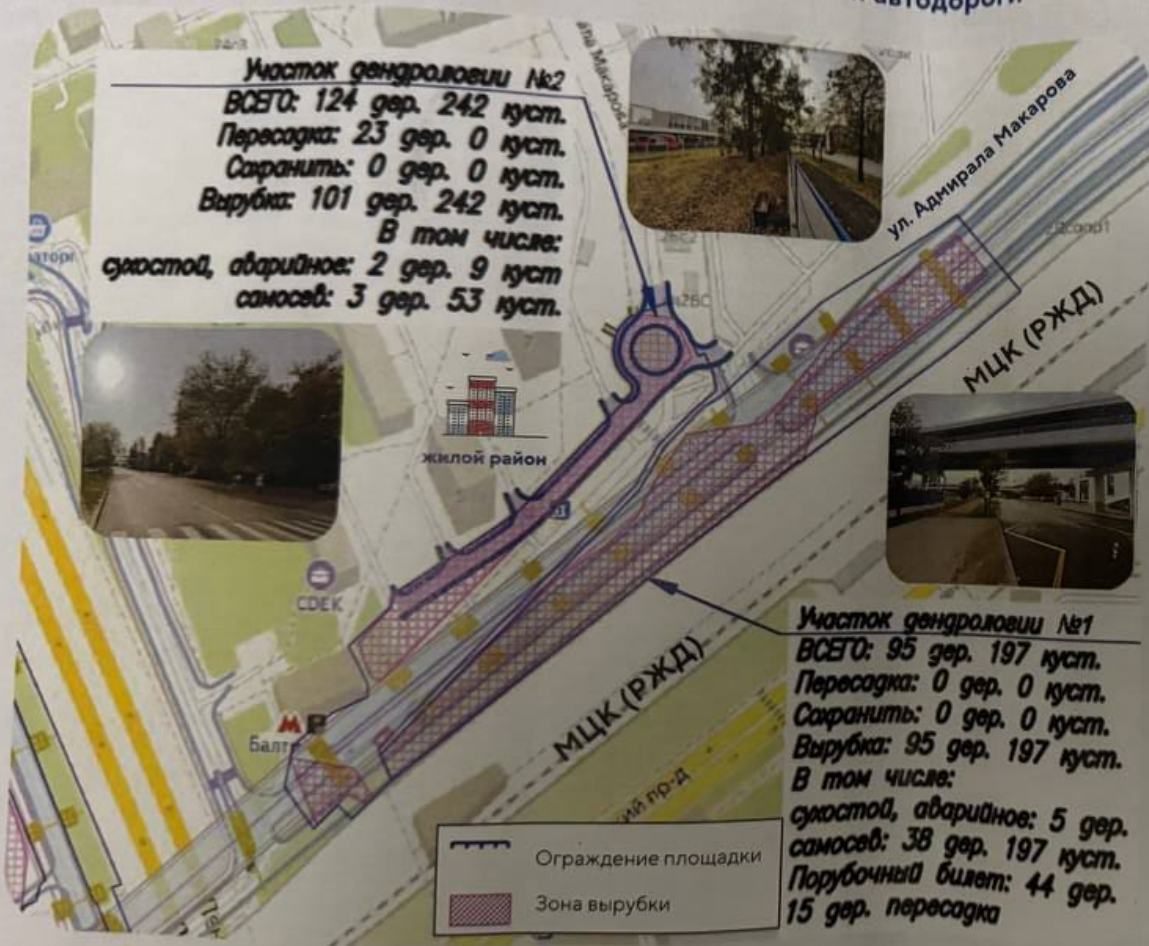 автодороги
Участок дендрологии №2
ВСЕГО: 124 дер. 242 куст.
Пересадка: 23 дер. 0 куст.
Сохранить: 0 дер. 0 куст.
Вырубка: 101 дер. 242 куст.
В том числе:
сухостой, аварийное: 2 дер. 9 куст
самосев: 3 дер. 53 куст.
ул. Адмирала Макарова
МЦК (РЖД)
жилой район
CDEK
МЦК (РЖД)
Участок дендрологии №1
ВСЕГО: 95 дер. 197 куст.
Пересадка: 0 дер. 0 куст.
Сохранить: 0 дер. 0 куст.
Вырубка: 95 дер. 197 куст.
В том числе:
сухостой, аварийное: 5 дер.
самосев: 38 дер. 197 куст.
Порубочный билет: 44 дер.
15 дер. пересадка
Балт
пр-д
Ограждение площадки
Зона вырубки